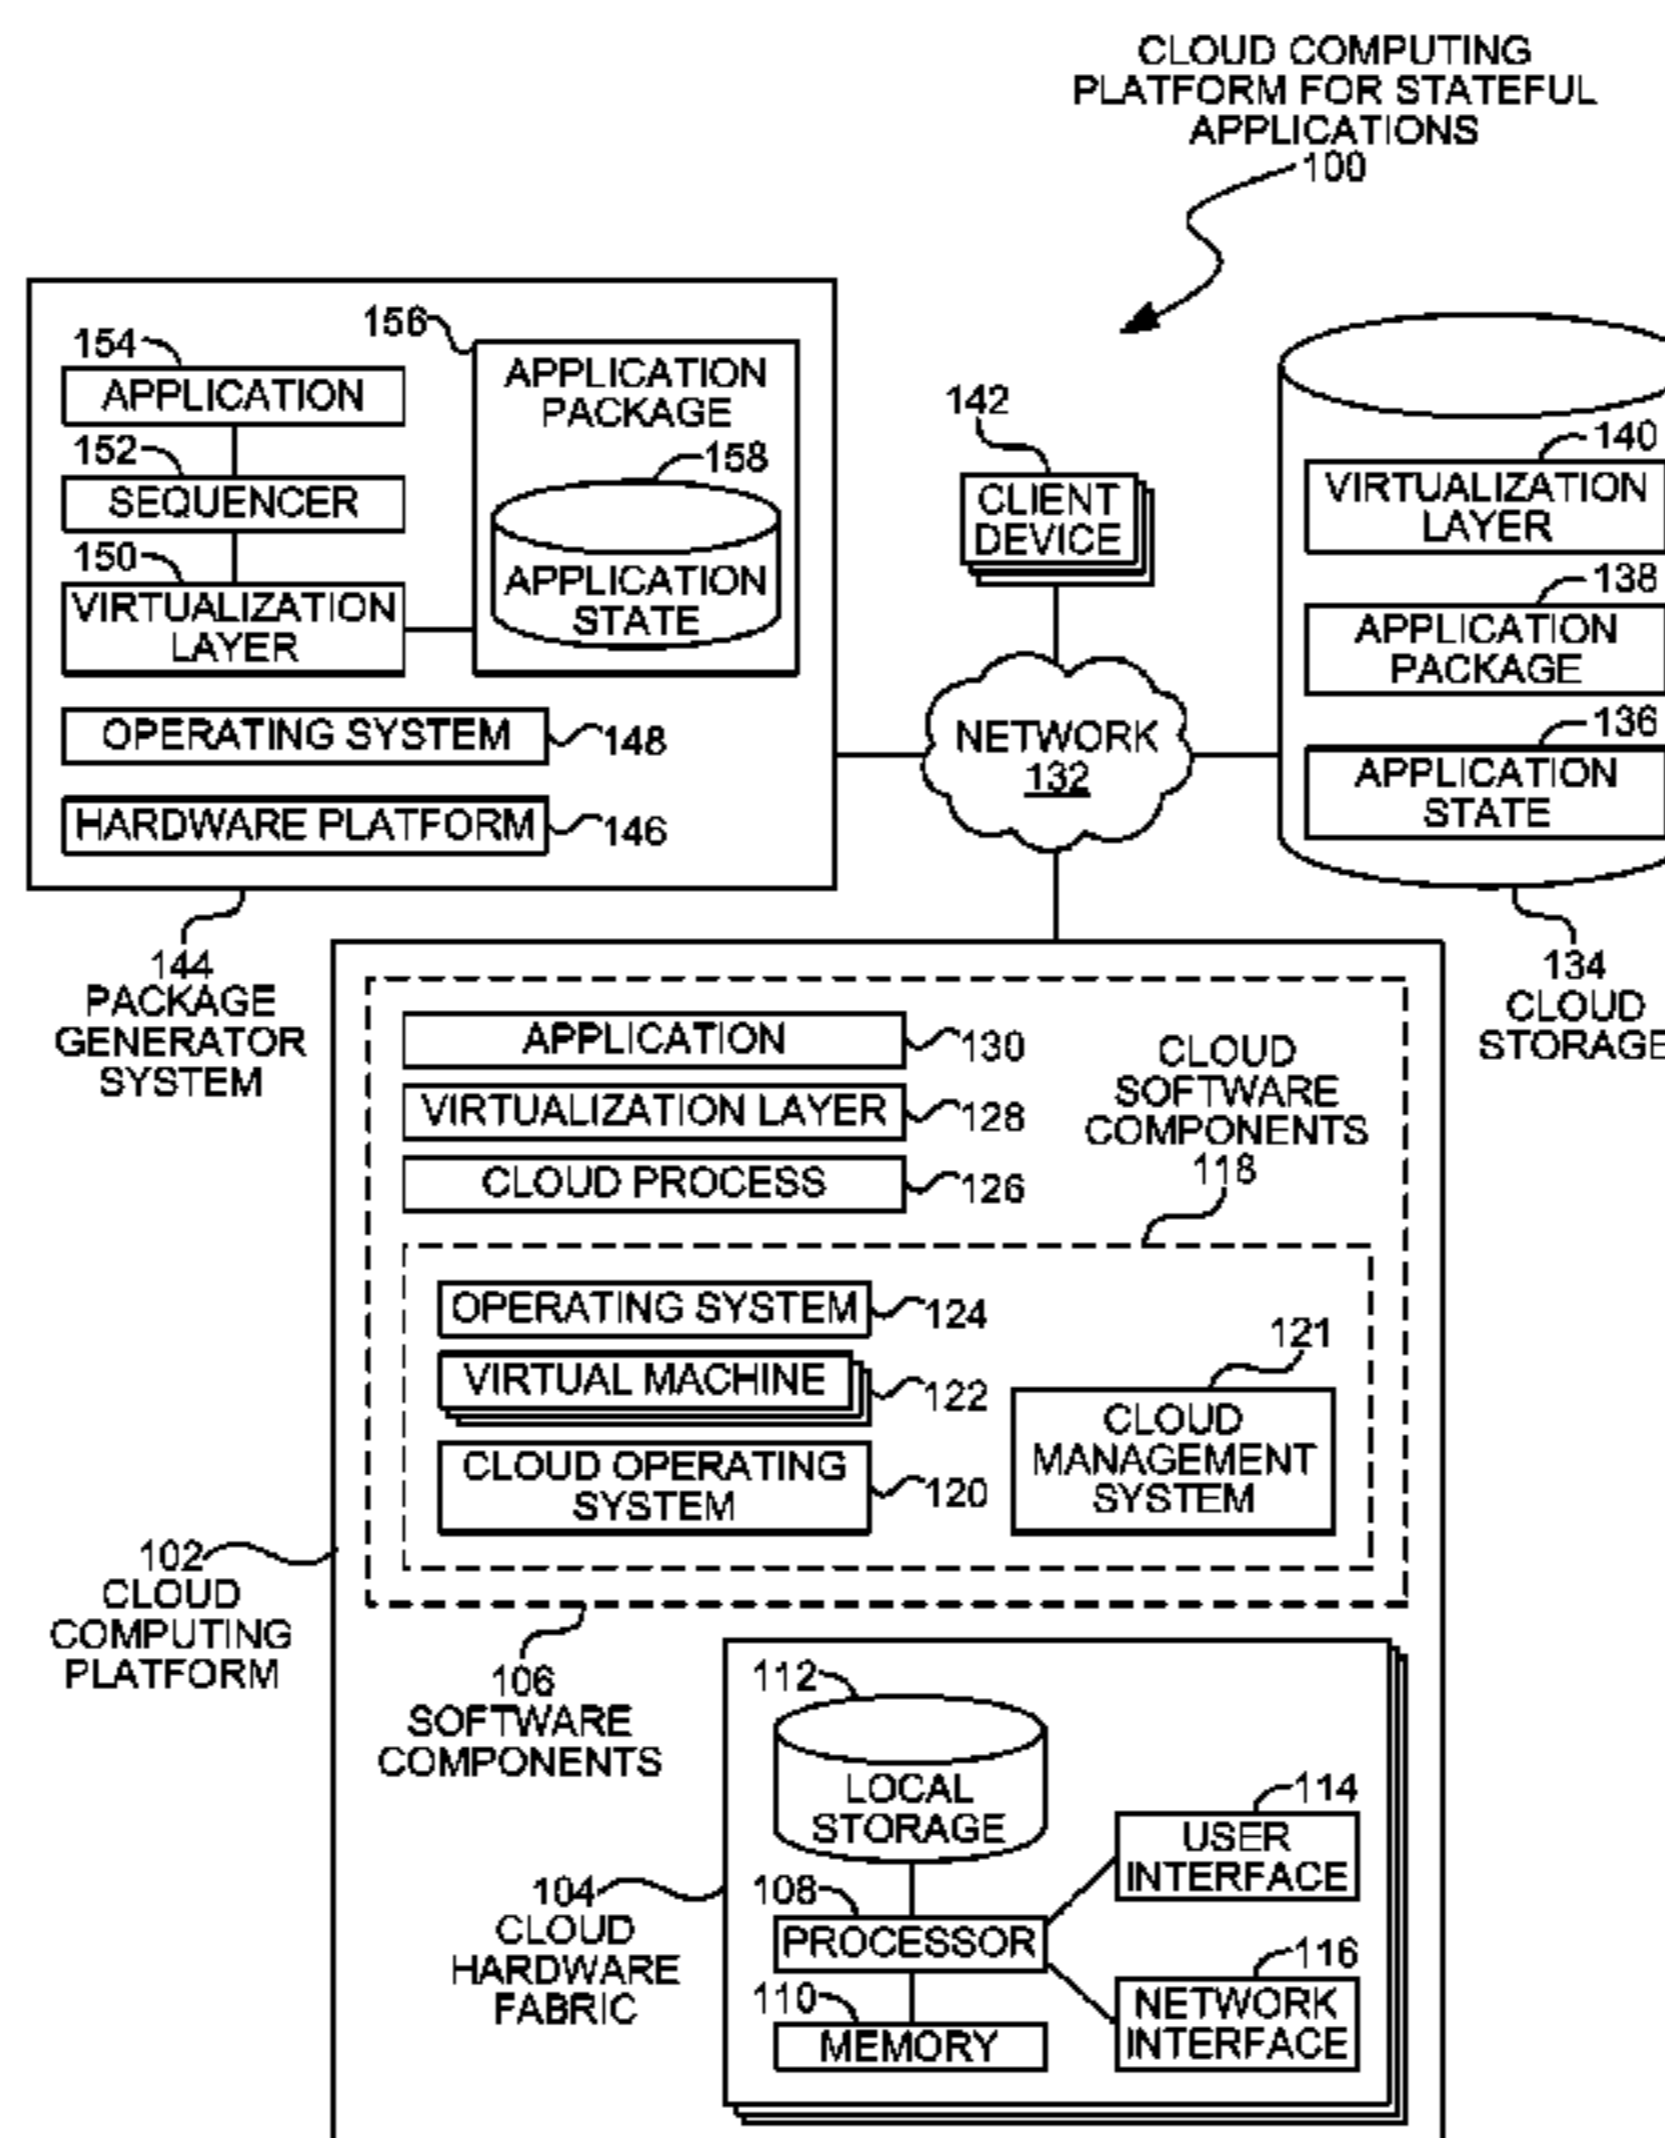 CLOUD COMPUTING
PLATFORM FOR STATEFUL
APPLICATIONS
100
154
APPLICATION
152
SEQUENCER
150
VIRTUALIZATION
LAYER
156
APPLICATION
PACKAGE
158
APPLICATION
STATE
OPERATING SYSTEM
148
HARDWARE PLATFORM
146
144
PACKAGE
GENERATOR
SYSTEM
142
CLIENT
DEVICE
NETWORK
132
140
VIRTUALIZATION
LAYER
138
APPLICATION
PACKAGE
136
APPLICATION
STATE
134
CLOUD
STORAGE
APPLICATION
130
VIRTUALIZATION LAYER
128
CLOUD PROCESS
126
CLOUD
SOFTWARE
COMPONENTS
118
OPERATING SYSTEM
124
VIRTUAL MACHINE
122
CLOUD OPERATING
SYSTEM
120
121
CLOUD
MANAGEMENT
SYSTEM
102
CLOUD
COMPUTING
PLATFORM
106
SOFTWARE
COMPONENTS
112
LOCAL
STORAGE
108
PROCESSOR
110
MEMORY
114
USER
INTERFACE
116
NETWORK
INTERFACE
104
CLOUD
HARDWARE
FABRIC